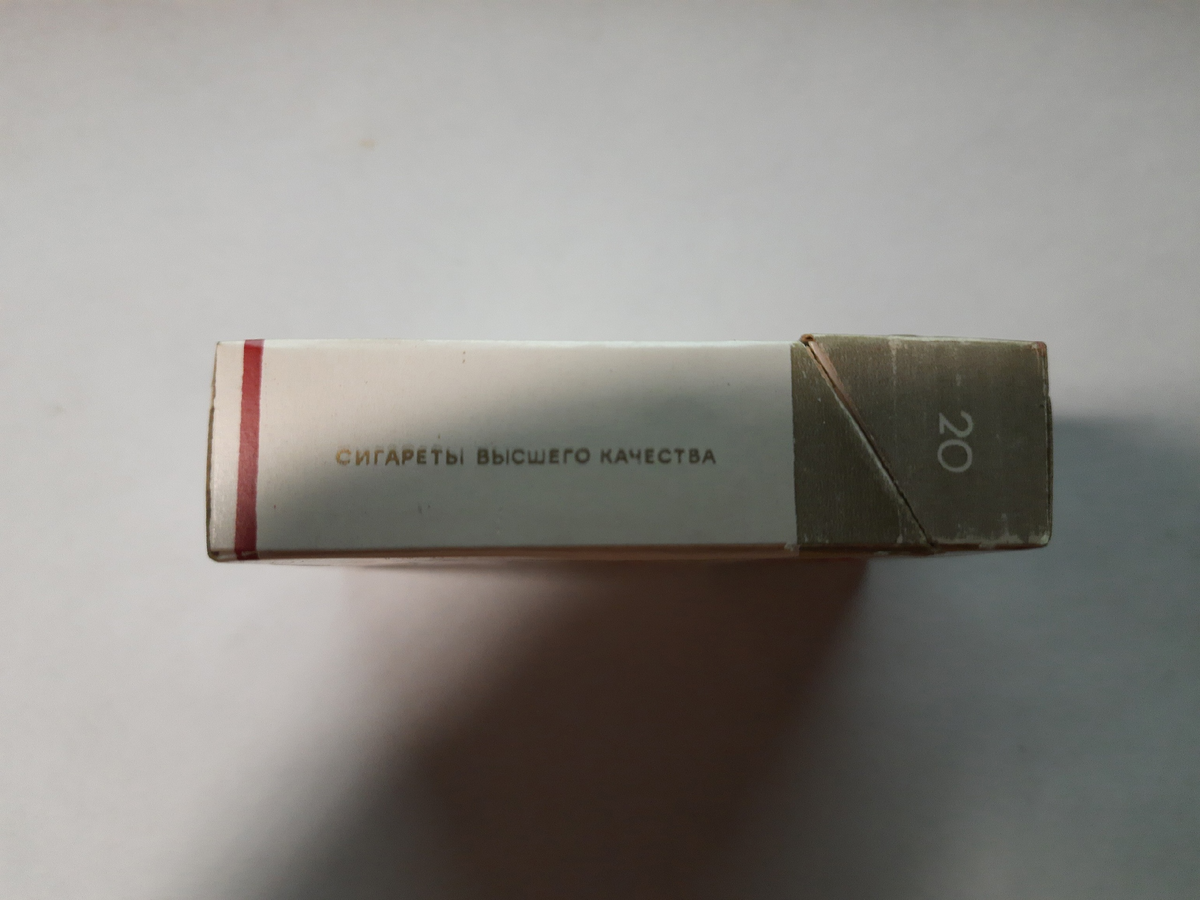 СИГАРЕТЫ ВЫСШЕГО КАЧЕСТВА
20